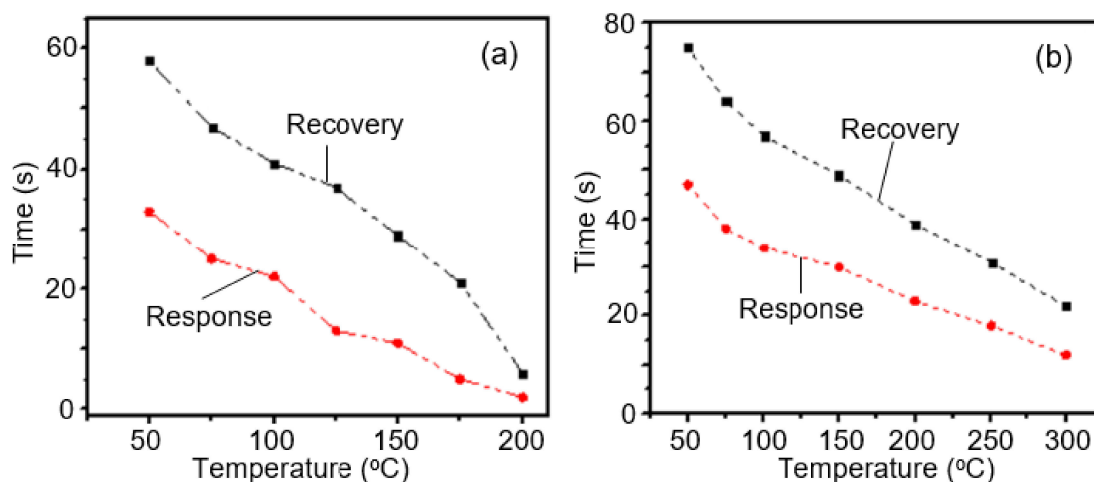 (a)
60
40
20
0
Time (s)
Recovery
Response
50 100 150 200
Temperature (ºC)
(b)
80
60
40
20
0
Time (s)
Recovery
Response
50 100 150 200 250 300
Temperature (ºC)